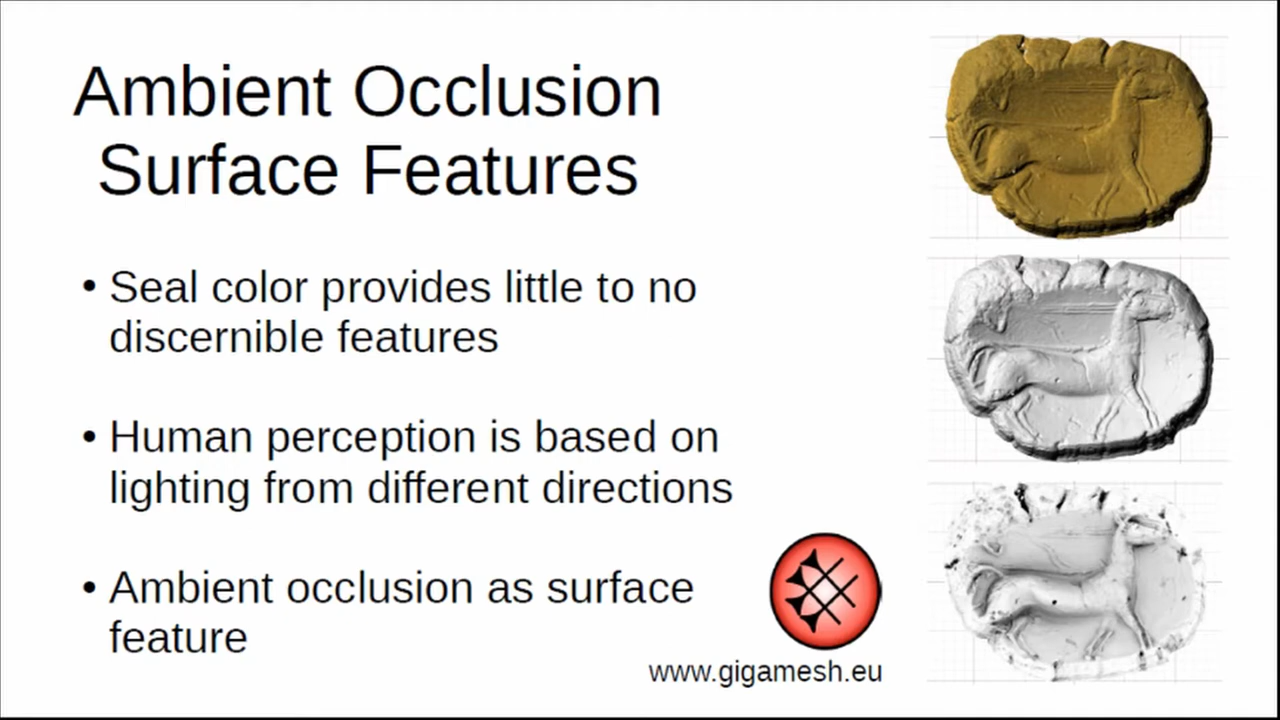 Ambient Occlusion
Surface Features
• Seal color provides little to no
discernible features
• Human perception is based on
lighting from different directions
• Ambient occlusion as surface
feature
www.gigamesh.eu